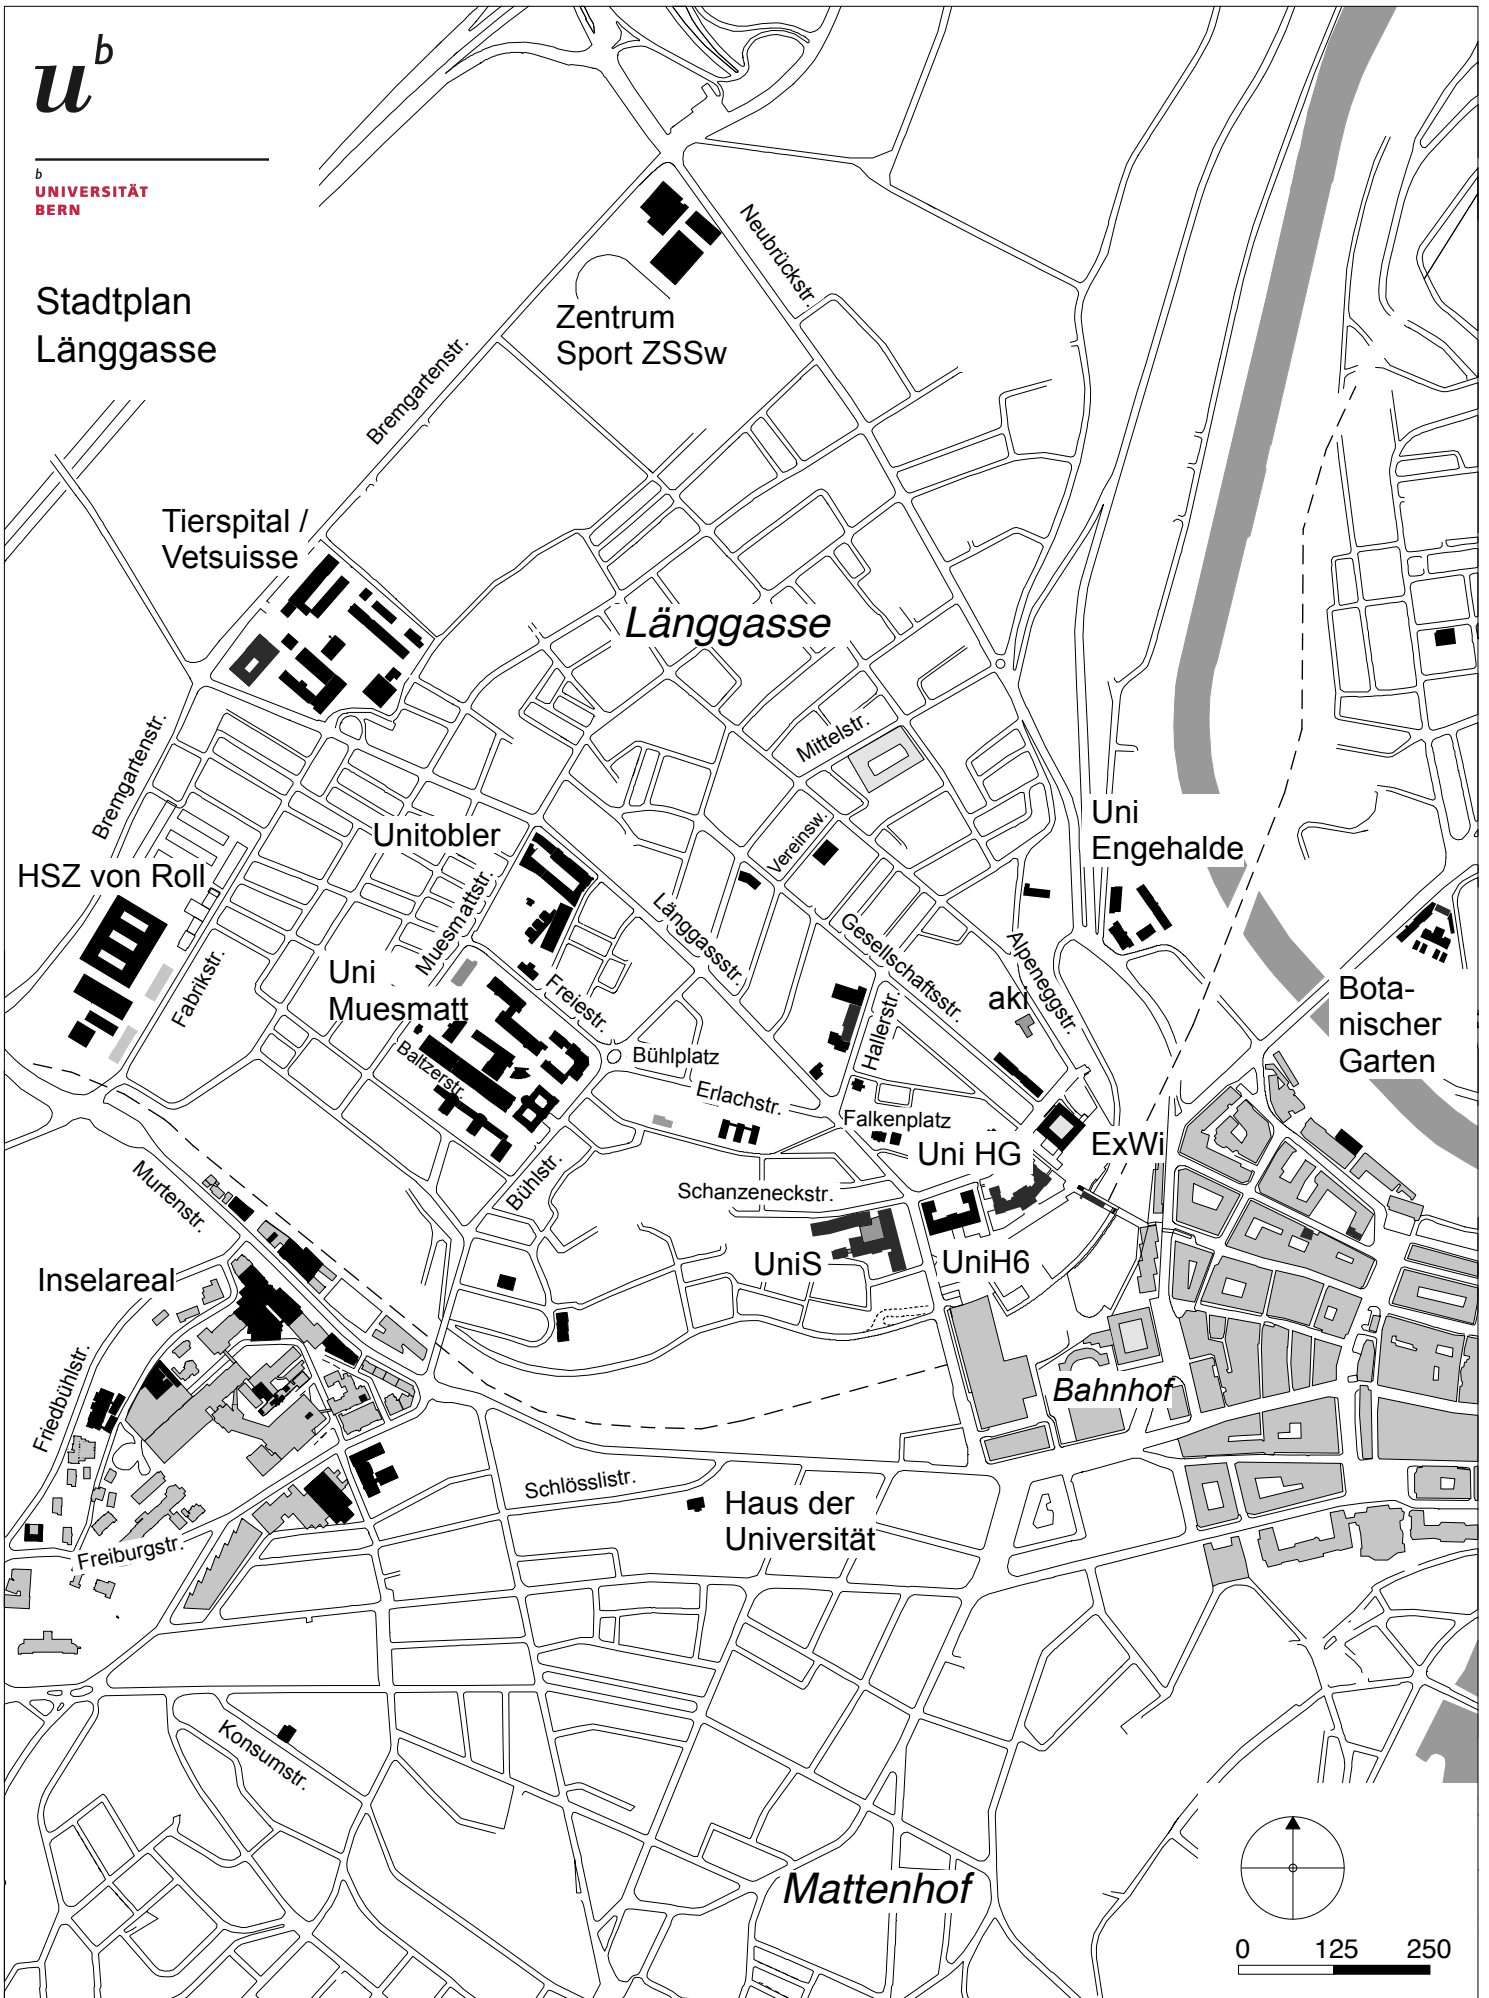 u b
b
UNIVERSITÄT
BERN
Stadtplan
Länggasse
Neubrückstr.
Zentrum
Sport ZSSw
Bremgartenstr.
Tierspital /
Vetsuisse
Länggasse
Bremgartenstr.
Mittelstr.
Uni
Engehalde
Unitobler
Vereinsw.
HSZ von Roll
Muesmattstr.
Länggassstr.
Gesellschaftsstr.
Alpeneggstr.
Fabrikstr.
Uni
Muesmatt
Freiestr.
aki
Hallerstr.
Bota-
nischer
Garten
Baltzerstr.
Bühlplatz
Erlachstr.
Falkenplatz
Uni HG
ExWi
Murtenstr.
Bühlstr.
Schanzeneckstr.
UniS
UniH6
Inselareal
Friedbühlstr.
Bahnhof
Schlösslistr.
Haus der
Universität
Freiburgstr.
Konsumstr.
Mattenhof
0 125 250